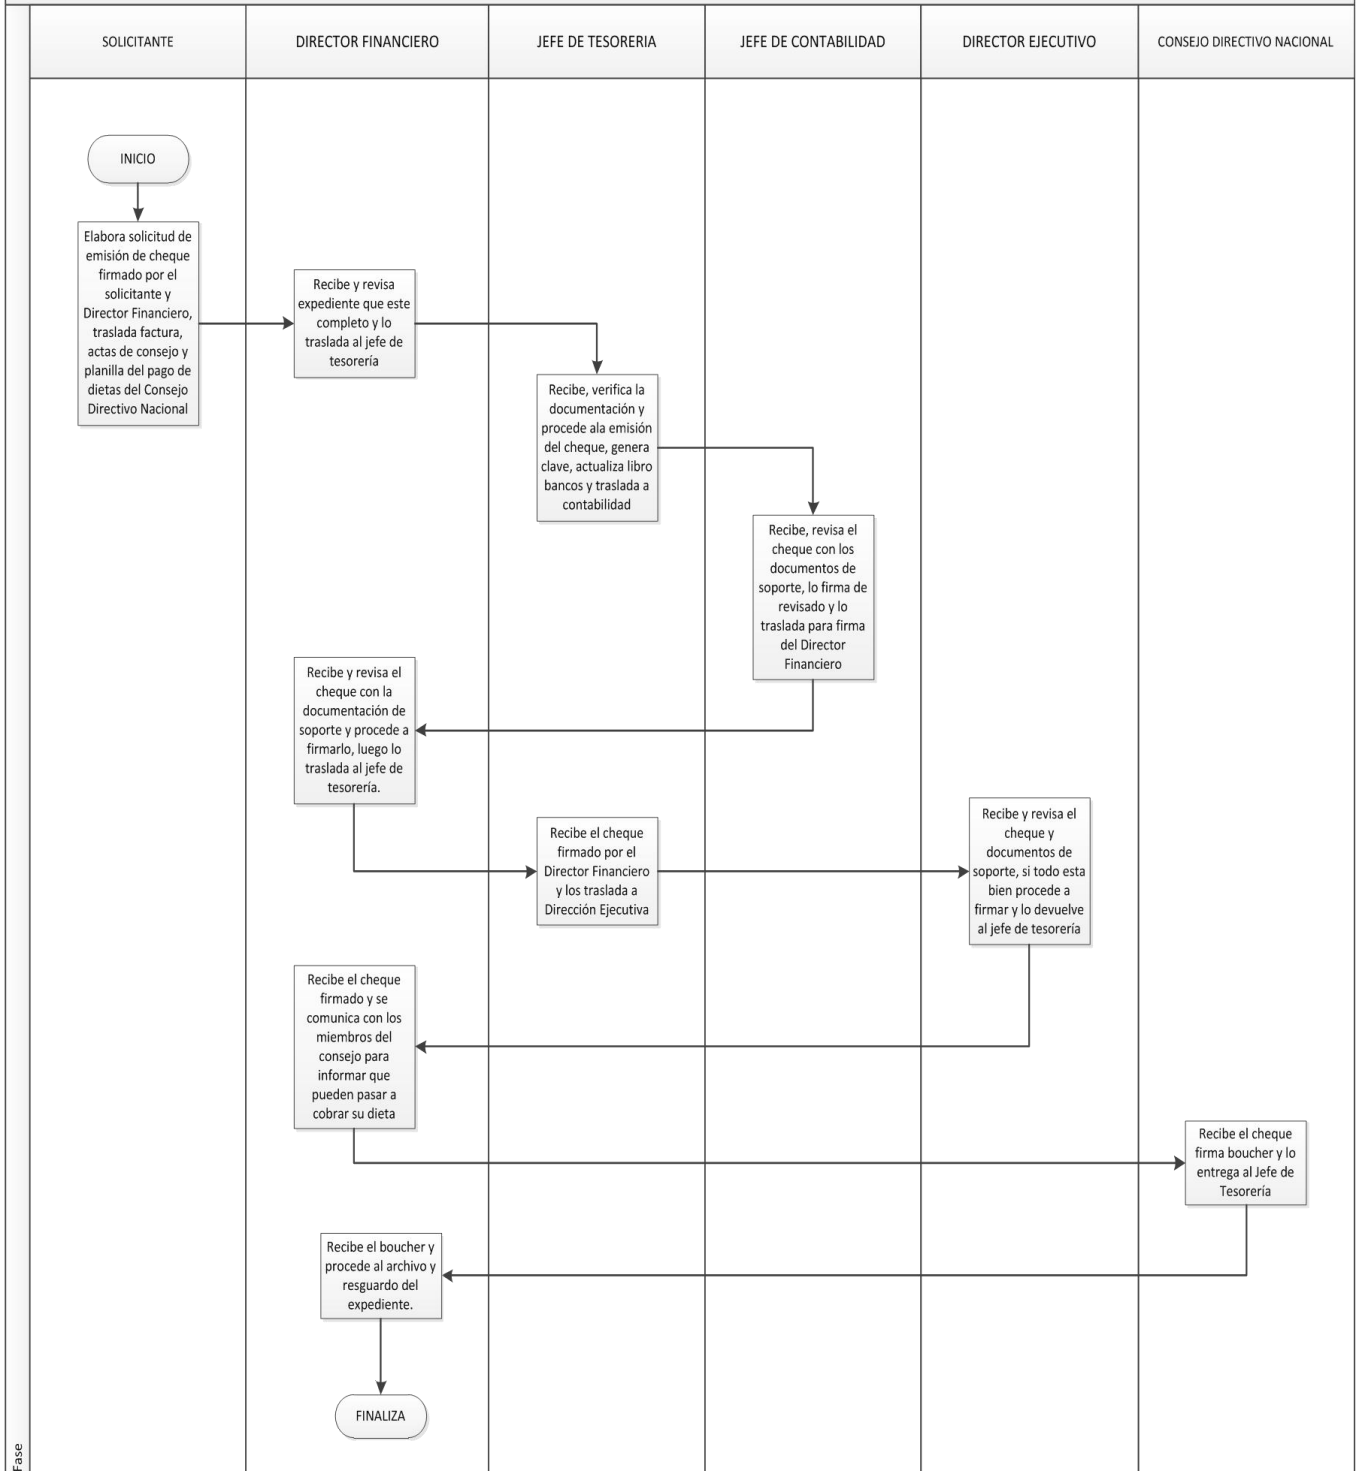 SOLICITANTE
DIRECTOR FINANCIERO
JEFE DE TESORERIA
JEFE DE CONTABILIDAD
DIRECTOR EJECUTIVO
CONSEJO DIRECTIVO NACIONAL
INICIO
Elabora solicitud de
emisión de cheque
firmado por el
solicitante y
Director Financiero,
traslada factura,
actas de consejo y
planilla del pago de
dietas del Consejo
Directivo Nacional
Recibe y revisa
expediente que este
completo y lo
traslada al jefe de
tesorería
Recibe, verifica la
documentación y
procede ala emisión
del cheque, genera
clave, actualiza libro
bancos y traslada a
contabilidad
Recibe, revisa el
cheque con los
documentos de
soporte, lo firma de
revisado y lo
traslada para firma
del Director
Financiero
Recibe y revisa el
cheque con la
documentación de
soporte y procede a
firmarlo, luego lo
traslada al jefe de
tesorería.
Recibe el cheque
firmado por el
Director Financiero
y los traslada a
Dirección Ejecutiva
Recibe y revisa el
cheque y
documentos de
soporte, si todo esta
bien procede a
firmar y lo devuelve
al jefe de tesorería
Recibe el cheque
firmado y se
comunica con los
miembros del
consejo para
informar que
pueden pasar a
cobrar su dieta
Recibe el cheque
firma boucher y lo
entrega al Jefe de
Tesorería
Recibe el boucher y
procede al archivo y
resguardo del
expediente.
FINALIZA
Fase